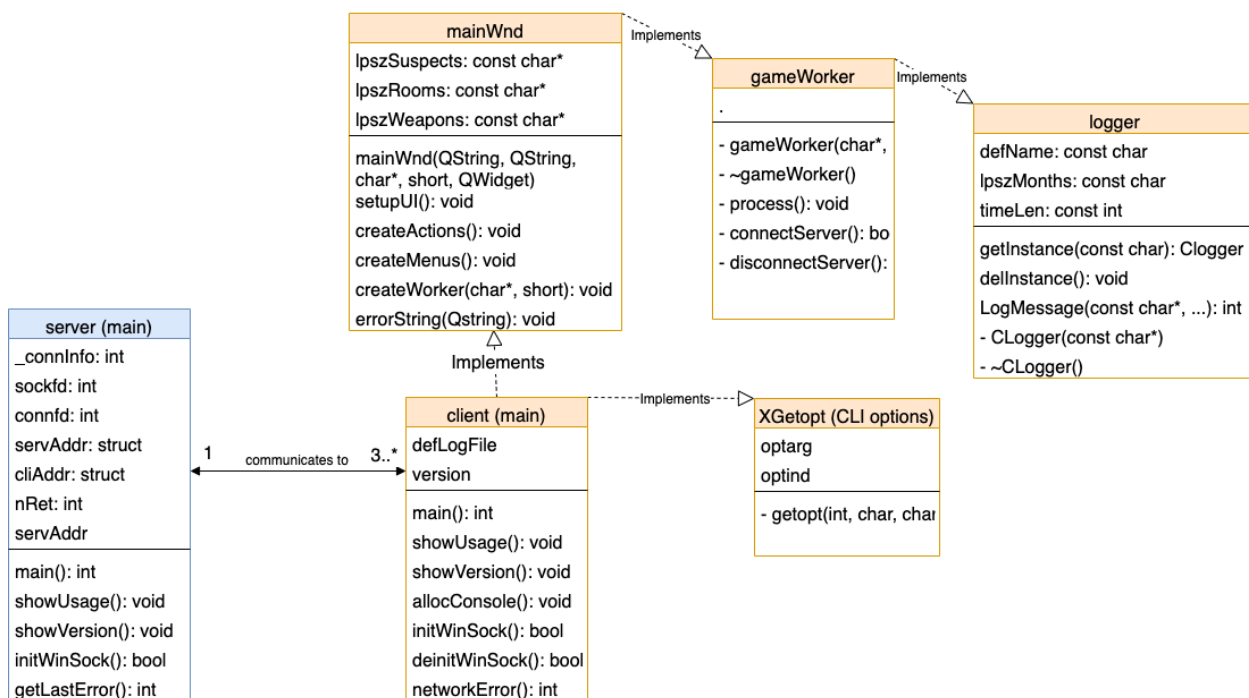 mainWnd
lpszSuspects: const char*
lpszRooms: const char*
lpszWeapons: const char*
mainWnd(QString, QString,
char*, short, QWidget)
setupUI(): void
createActions(): void
createMenus(): void
createWorker(char*, short): void
errorString(Qstring): void
Implements
gameWorker
.
- gameWorker(char*,
- ~gameWorker()
- process(): void
- connectServer(): bo
- disconnectServer():
Implements
logger
defName: const char
lpszMonths: const char
timeLen: const int
getInstance(const char): Clogger
delInstance(): void
LogMessage(const char*, ...): int
- CLogger(const char*)
- ~CLogger()
server (main)
_connInfo: int
sockfd: int
connfd: int
servAddr: struct
cliAddr: struct
nRet: int
servAddr
main(): int
showUsage(): void
showVersion(): void
initWinSock(): bool
getLastError(): int
1
communicates to
3..*
Implements
client (main)
defLogFile
version
main(): int
showUsage(): void
showVersion(): void
allocConsole(): void
initWinSock(): bool
deinitWinSock(): bool
networkError(): int
Implements
XGetopt (CLI options)
optarg
optind
- getopt(int, char, char